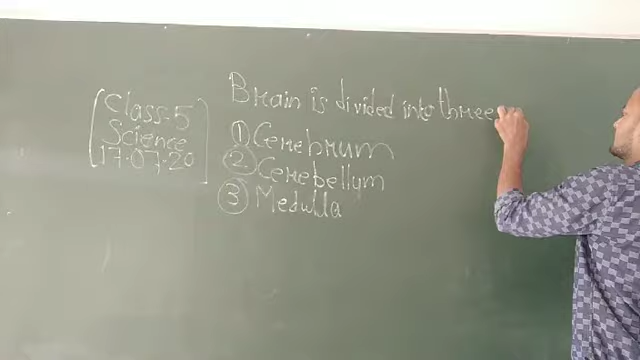 Class-5
Science
17.07.20
Brain is divided into three
① Cerebrum
② Cerebellum
③ Medulla